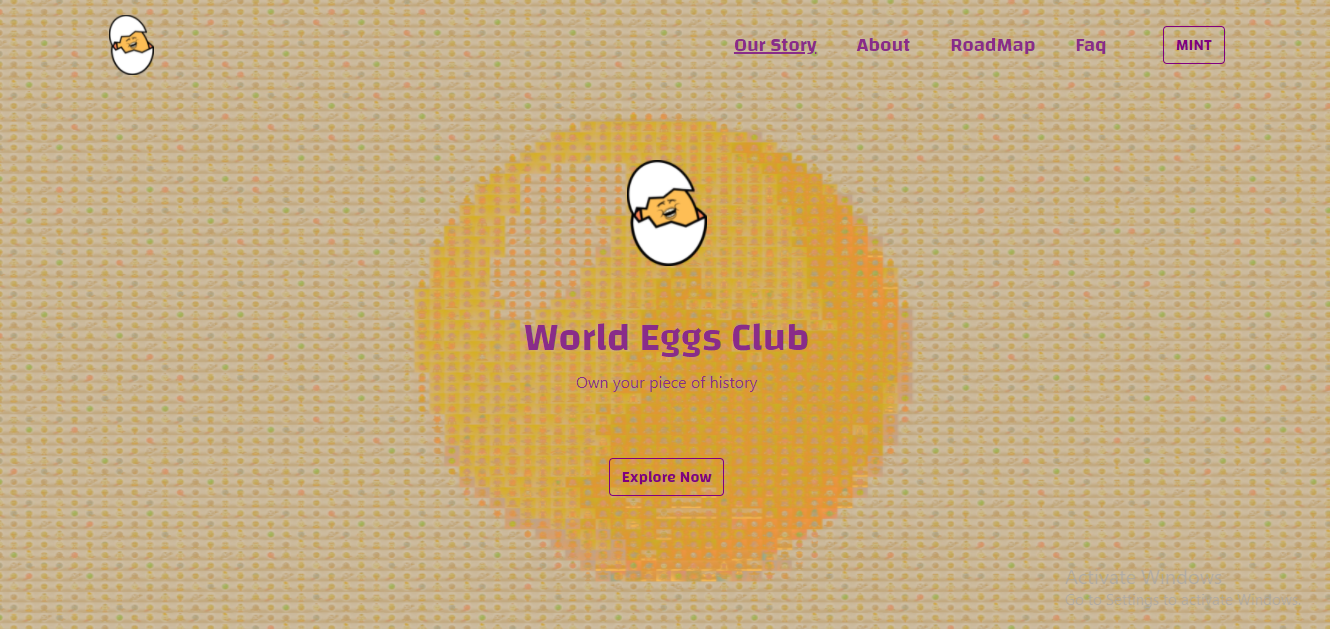 Our Story
About
RoadMap
Faq
MINT
World Eggs Club
Own your piece of history
Explore Now
Activate Windows
Go to Settings to activate Windows.